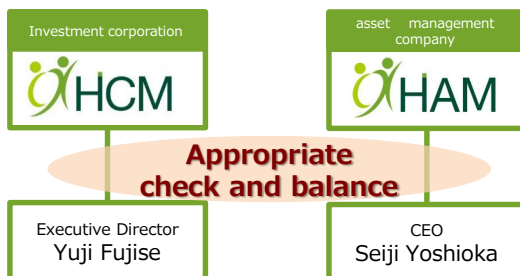 Investment corporation
HCM
asset management
company
HAM
Appropriate
check and balance
Executive Director
Yuji Fujise
CEO
Seiji Yoshioka